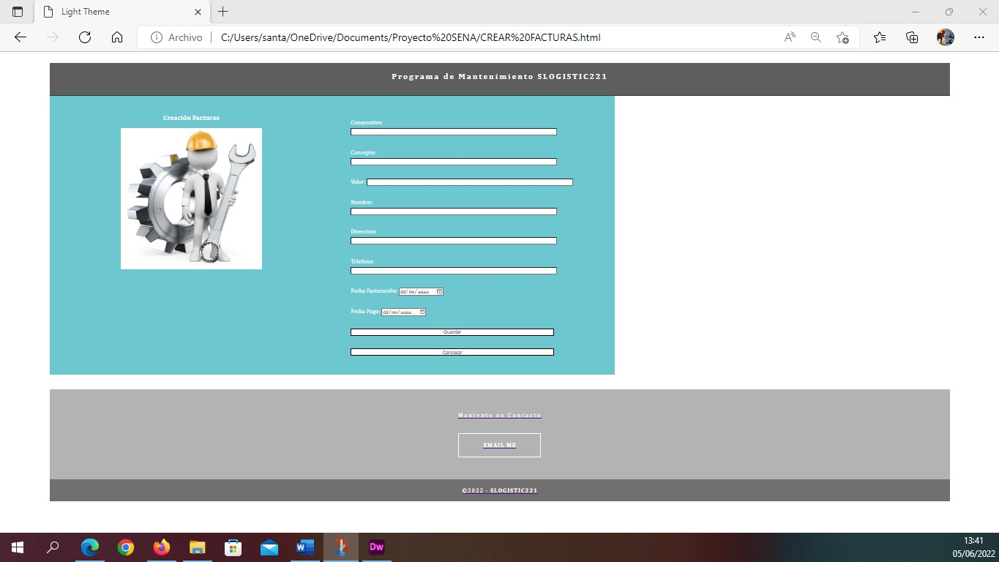 Light Theme
Archivo C:/Users/santa/OneDrive/Documents/Proyecto%20SENA/CREAR%20FACTURAS.html
Programa de Mantenimiento SLOGISTIC221
Creación Facturas
Consecutivo:
Concepto:
Valor:
Nombre:
Direccion:
Telefono:
Fecha Facturación: dd/mm/aaaa
Fecha Pago: dd/mm/aaaa
Guardar
Cancelar
Mantente en Contacto
EMAIL ME
©2022 - SLOGISTIC221
W
Dw
13:41
05/06/2022